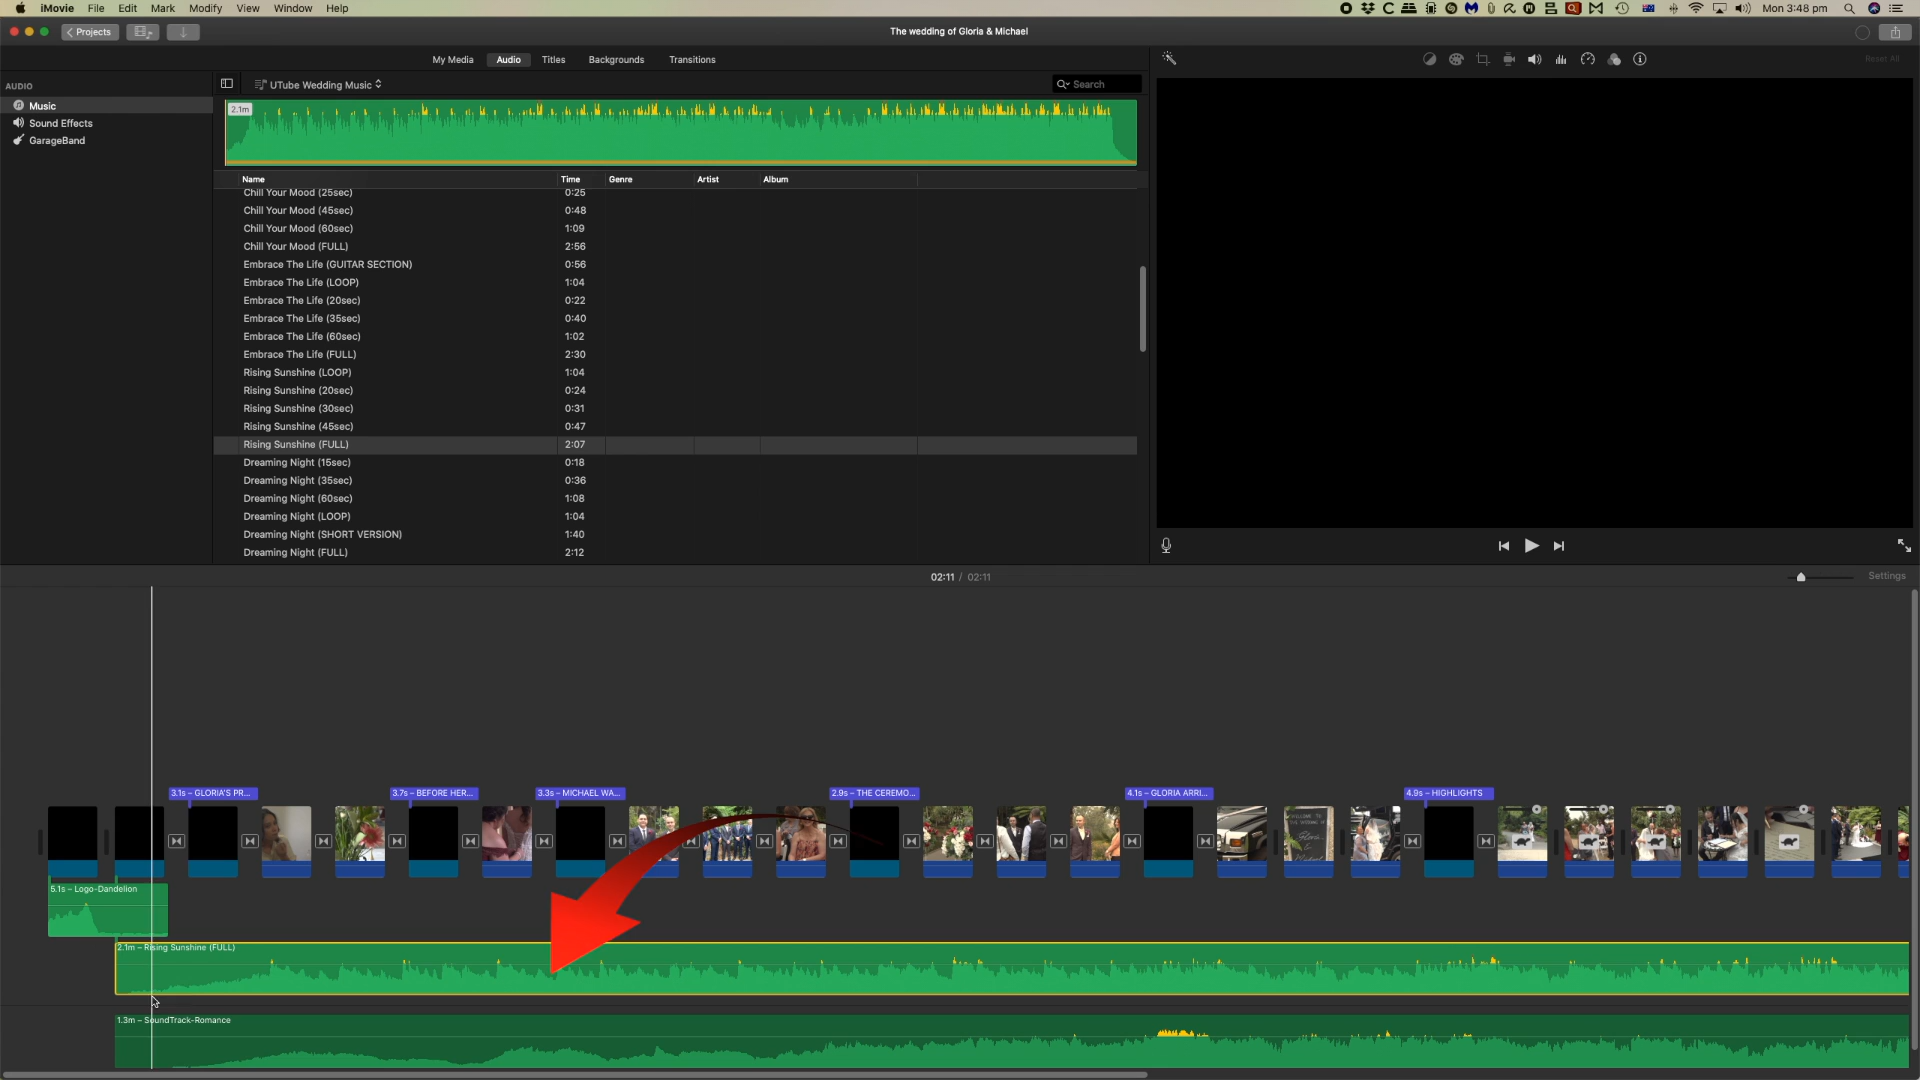 iMovie File Edit Mark Modify View Window Help Mon 3:48 pm
Projects The wedding of Gloria & Michael
My Media Audio Titles Backgrounds Transitions Reset All
AUDIO
Music
Sound Effects
GarageBand
UTube Wedding Music Search
2.1m
Name Time Genre Artist Album
Chill Your Mood (25sec) 0:25
Chill Your Mood (45sec) 0:48
Chill Your Mood (60sec) 1:09
Chill Your Mood (FULL) 2:56
Embrace The Life (GUITAR SECTION) 0:56
Embrace The Life (LOOP) 1:04
Embrace The Life (20sec) 0:22
Embrace The Life (35sec) 0:40
Embrace The Life (60sec) 1:02
Embrace The Life (FULL) 2:30
Rising Sunshine (LOOP) 1:04
Rising Sunshine (20sec) 0:24
Rising Sunshine (30sec) 0:31
Rising Sunshine (45sec) 0:47
Rising Sunshine (FULL) 2:07
Dreaming Night (15sec) 0:18
Dreaming Night (35sec) 0:36
Dreaming Night (60sec) 1:08
Dreaming Night (LOOP) 1:04
Dreaming Night (SHORT VERSION) 1:40
Dreaming Night (FULL) 2:12
02:11 / 02:11 Settings
3.1s – GLORIA'S PR... 3.7s – BEFORE HER... 3.3s – MICHAEL WA... 2.9s – THE CEREMO... 4.1s – GLORIA ARRI... 4.9s – HIGHLIGHTS
5.1s – Logo-Dandelion
2.1m – Rising Sunshine (FULL)
1.3m – SoundTrack-Romance